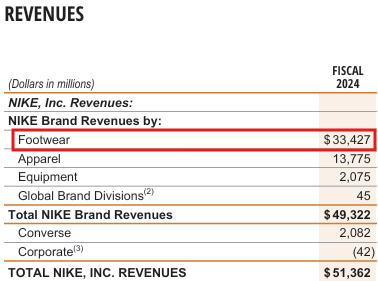 REVENUES
FISCAL
(Dollars in millions) 2024
NIKE, Inc. Revenues:
NIKE Brand Revenues by:
Footwear $ 33,427
Apparel 13,775
Equipment 2,075
Global Brand Divisions(2) 45
Total NIKE Brand Revenues $ 49,322
Converse 2,082
Corporate(3) (42)
TOTAL NIKE, INC. REVENUES $ 51,362